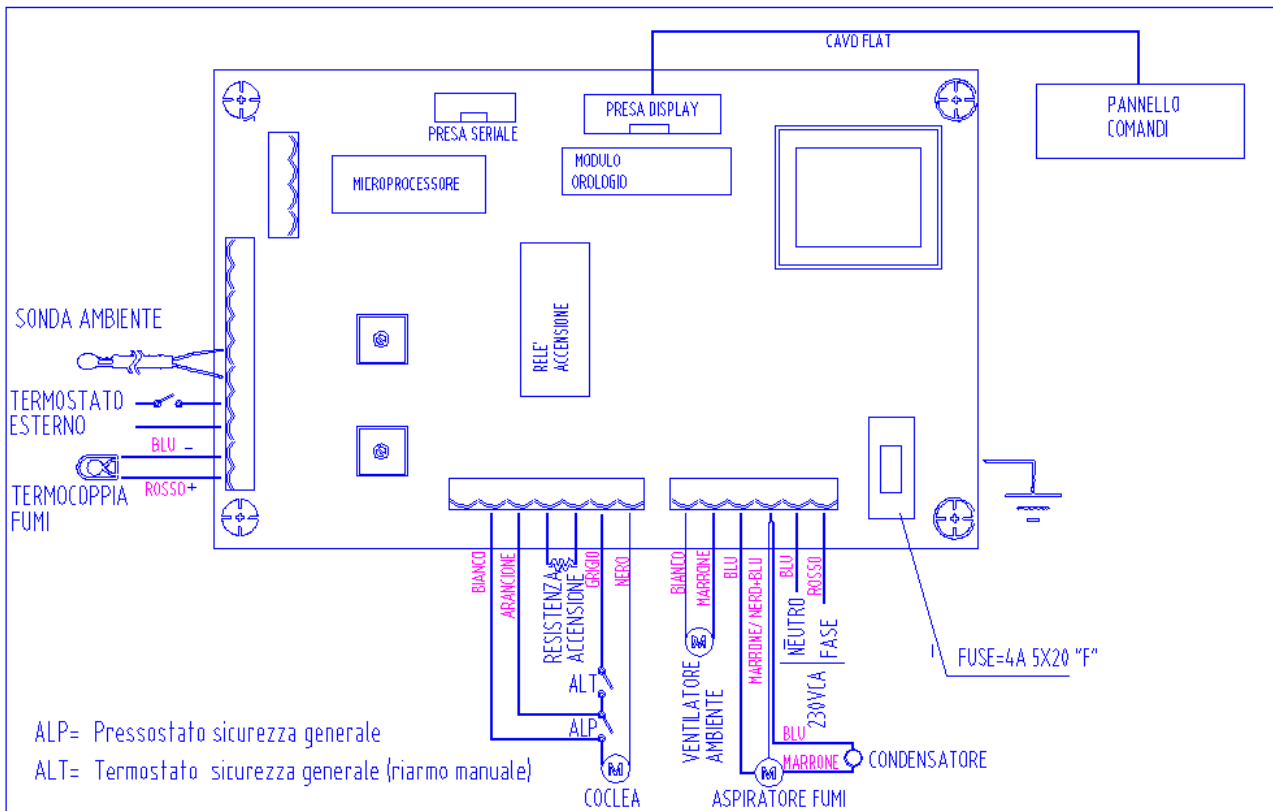 CAVO FLAT
PRESA DISPLAY
PRESA SERIALE
PANNELLO
COMANDI
MODULO
OROLOGIO
MICROPROCESSORE
RELE'
ACCENSIONE
SONDA AMBIENTE
TERMOSTATO
ESTERNO
BLU -
ROSSO+
TERMOCOPPIA
FUMI
BIANCO
ARANCIONE
RESISTENZA
ACCENSIONE
GRIGIO
NERO
BIANCO
MARRONE
BLU
MARRONE/ NERO+BLU
BLU
ROSSO
NEUTRO
FASE
230VCA
FUSE=4A 5X20 "F"
ALT
ALP
M
COCLEA
M
VENTILATORE
AMBIENTE
BLU
MARRONE
CONDENSATORE
M
ASPIRATORE FUMI
ALP= Pressostato sicurezza generale
ALT= Termostato sicurezza generale (riarmo manuale)